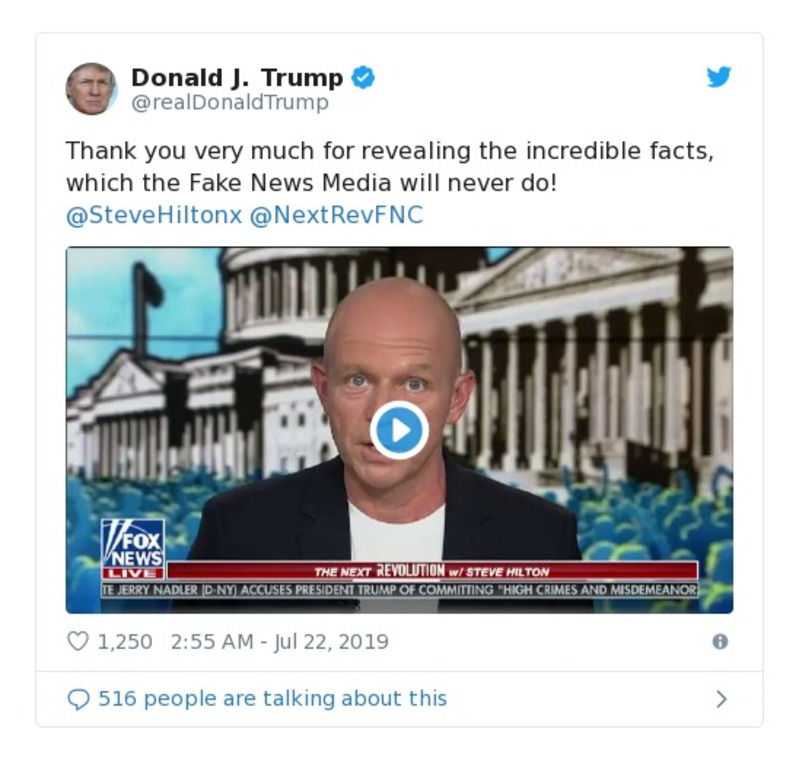 Donald J. Trump
@realDonaldTrump
Thank you very much for revealing the incredible facts,
which the Fake News Media will never do!
@SteveHiltonx @NextRevFNC
FOX
NEWS
LIVE
THE NEXT REVOLUTION w/ STEVE HILTON
TE JERRY NADLER (D-NY) ACCUSES PRESIDENT TRUMP OF COMMITTING "HIGH CRIMES AND MISDEMEANOR
1,250 2:55 AM - Jul 22, 2019
516 people are talking about this